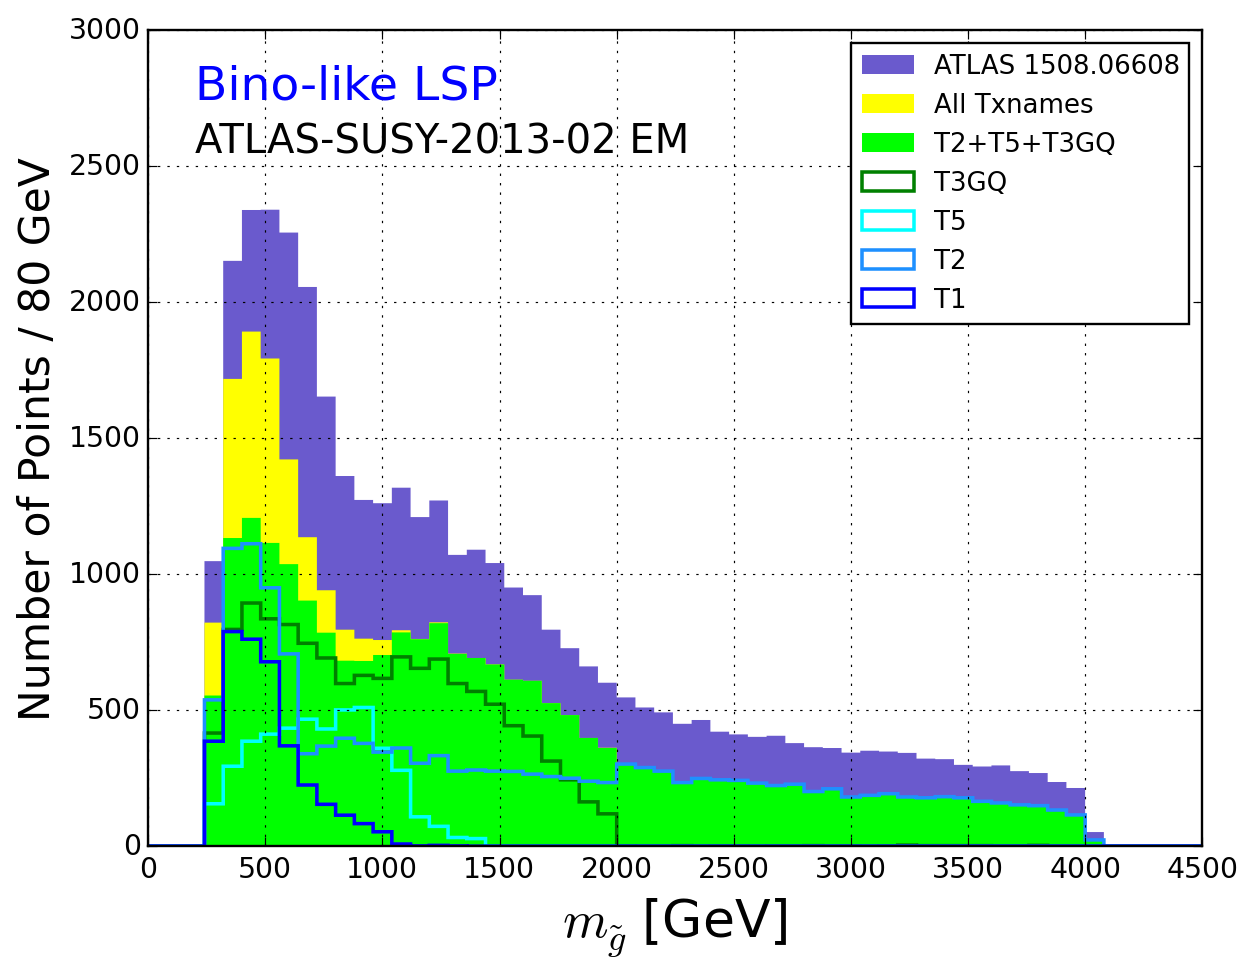 3000
2500
2000
1500
1000
500
0
Number of Points / 80 GeV
Bino-like LSP
ATLAS-SUSY-2013-02 EM
ATLAS 1508.06608
All Txnames
T2+T5+T3GQ
T3GQ
T5
T2
T1
0 500 1000 1500 2000 2500 3000 3500 4000 4500
m_{\tilde{g}} [GeV]